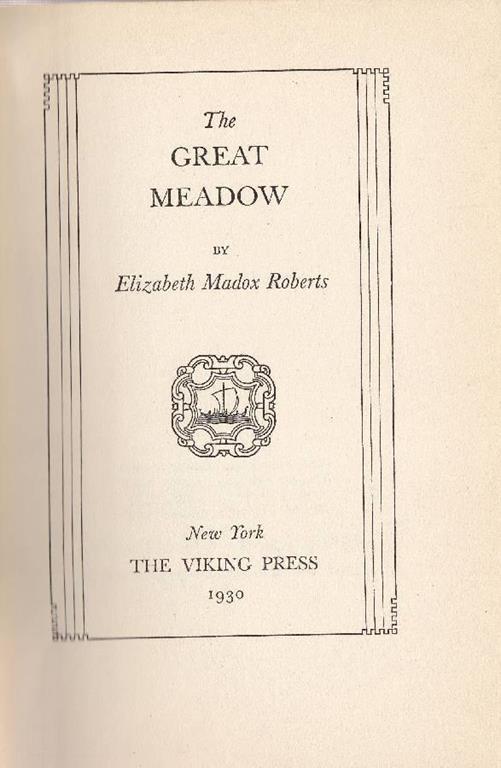 The
GREAT
MEADOW
BY
Elizabeth Madox Roberts
New York
THE VIKING PRESS
1930